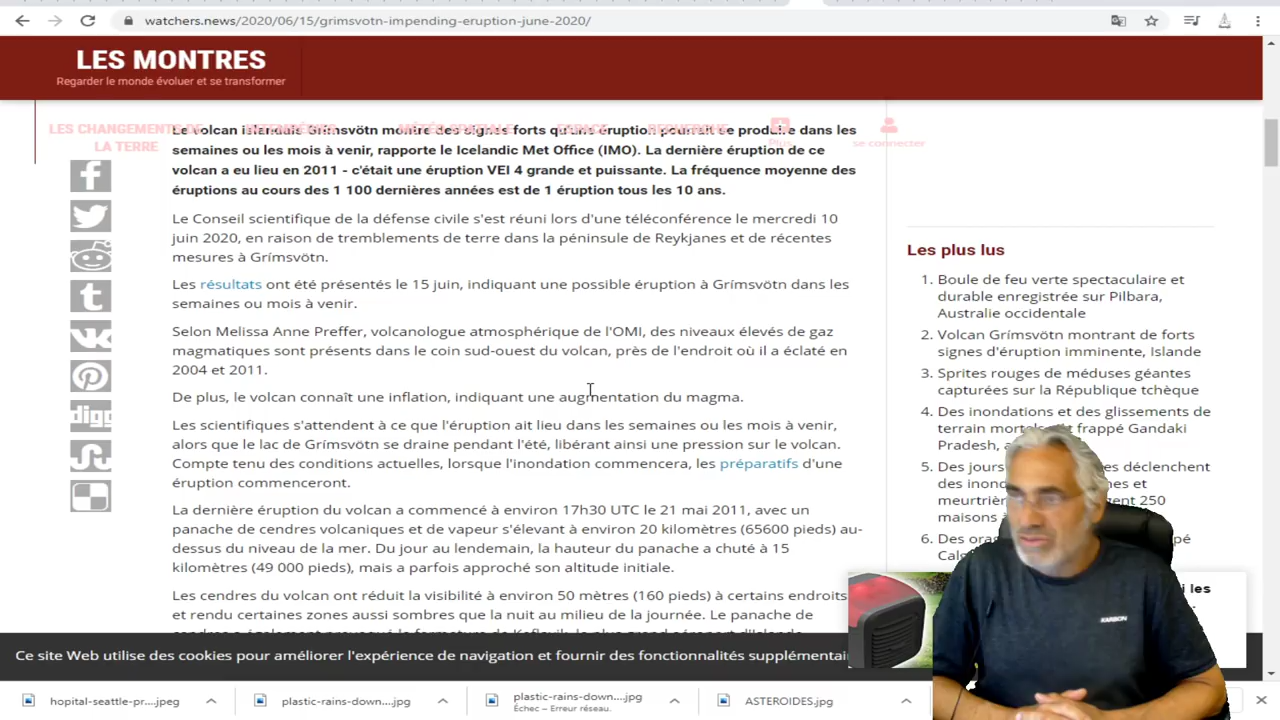 watchers.news/2020/06/15/grimsvotn-impending-eruption-june-2020/
LES MONTRES
Regarder le monde évoluer et se transformer
LES CHANGEMENTS DE
LA TERRE
MÉTÉO SPATIALE
ESPACE
RECHERCHE
Plus
se connecter
Le volcan islandais Grímsvötn montre des signes forts qu'une éruption pourrait se produire dans les
semaines ou les mois à venir, rapporte le Icelandic Met Office (IMO). La dernière éruption de ce
volcan a eu lieu en 2011 - c'était une éruption VEI 4 grande et puissante. La fréquence moyenne des
éruptions au cours des 1 100 dernières années est de 1 éruption tous les 10 ans.
Le Conseil scientifique de la défense civile s'est réuni lors d'une téléconférence le mercredi 10
juin 2020, en raison de tremblements de terre dans la péninsule de Reykjanes et de récentes
mesures à Grímsvötn.
Les résultats ont été présentés le 15 juin, indiquant une possible éruption à Grímsvötn dans les
semaines ou mois à venir.
Selon Melissa Anne Preffer, volcanologue atmosphérique de l'OMI, des niveaux élevés de gaz
magmatiques sont présents dans le coin sud-ouest du volcan, près de l'endroit où il a éclaté en
2004 et 2011.
De plus, le volcan connaît une inflation, indiquant une augmentation du magma.
Les scientifiques s'attendent à ce que l'éruption ait lieu dans les semaines ou les mois à venir,
alors que le lac de Grímsvötn se draine pendant l'été, libérant ainsi une pression sur le volcan.
Compte tenu des conditions actuelles, lorsque l'inondation commencera, les préparatifs d'une
éruption commenceront.
La dernière éruption du volcan a commencé à environ 17h30 UTC le 21 mai 2011, avec un
panache de cendres volcaniques et de vapeur s'élevant à environ 20 kilomètres (65600 pieds) au-
dessus du niveau de la mer. Du jour au lendemain, la hauteur du panache a chuté à 15
kilomètres (49 000 pieds), mais a parfois approché son altitude initiale.
Les cendres du volcan ont réduit la visibilité à environ 50 mètres (160 pieds) à certains endroits
et rendu certaines zones aussi sombres que la nuit au milieu de la journée. Le panache de
digg
Les plus lus
1. Boule de feu verte spectaculaire et
durable enregistrée sur Pilbara,
Australie occidentale
2. Volcan Grímsvötn montrant de forts
signes d'éruption imminente, Islande
3. Sprites rouges de méduses géantes
capturées sur la République tchèque
4. Des inondations et des glissements de
terrain ont frappé Gandaki
Pradesh,
5. Des jours déclenchent
des
250
maisons
6. Des
KARBON
Ce site Web utilise des cookies pour améliorer l'expérience de navigation et fournir des fonctionnalités
hopital-seattle-pr....jpeg
plastic-rains-down....jpg
plastic-rains-down....jpg
Échec – Erreur réseau.
ASTEROIDES.jpg